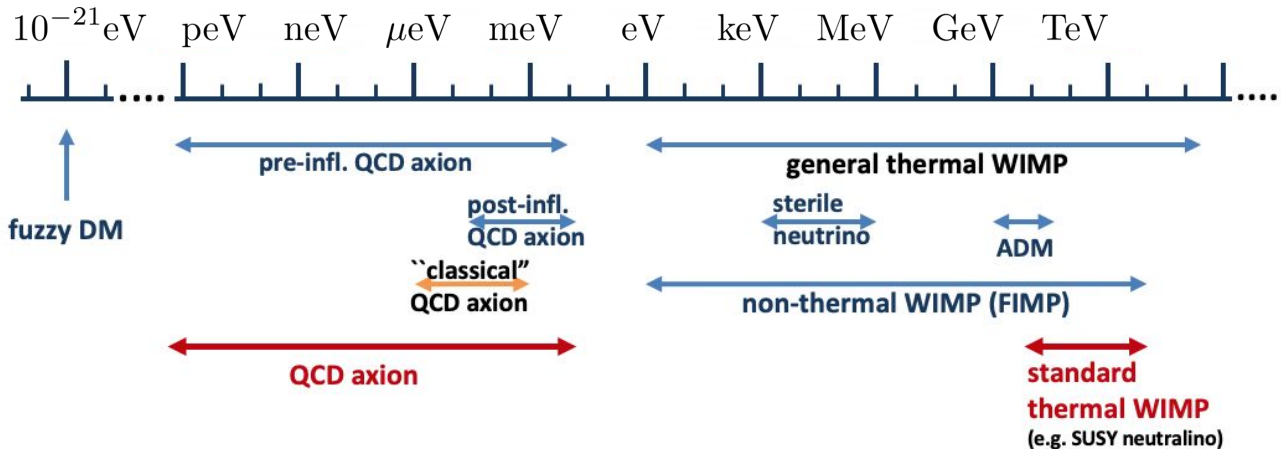 10⁻²¹eV peV neV μeV meV eV keV MeV GeV TeV
.... ....
pre-infl. QCD axion
general thermal WIMP
fuzzy DM
post-infl.
QCD axion
sterile
neutrino
ADM
``classical”
QCD axion
non-thermal WIMP (FIMP)
QCD axion
standard
thermal WIMP
(e.g. SUSY neutralino)